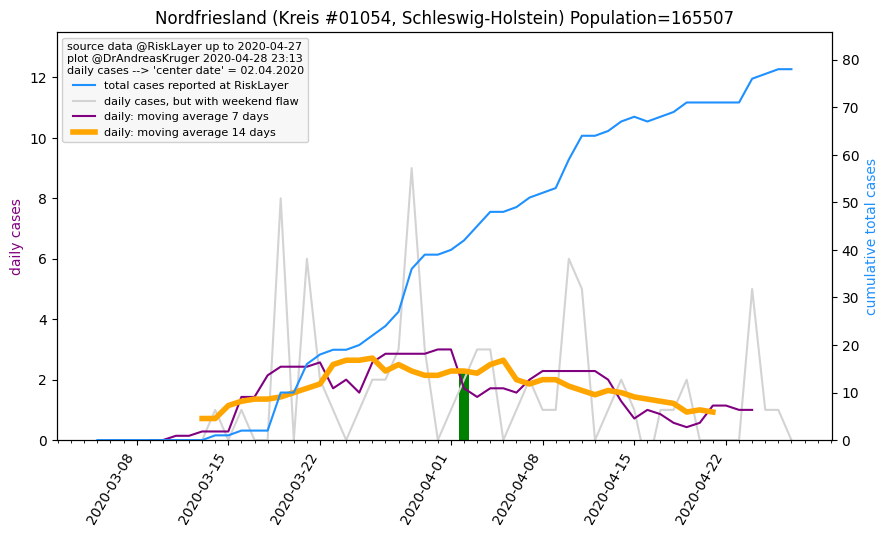 Nordfriesland (Kreis #01054, Schleswig-Holstein) Population=165507
source data @RiskLayer up to 2020-04-27
plot @DrAndreasKruger 2020-04-28 23:13
daily cases --> 'center date' = 02.04.2020
total cases reported at RiskLayer
daily cases, but with weekend flaw
daily: moving average 7 days
daily: moving average 14 days
daily cases
12
10
8
6
4
2
0
cumulative total cases
80
70
60
50
40
30
20
10
0
2020-03-08
2020-03-15
2020-03-22
2020-04-01
2020-04-08
2020-04-15
2020-04-22